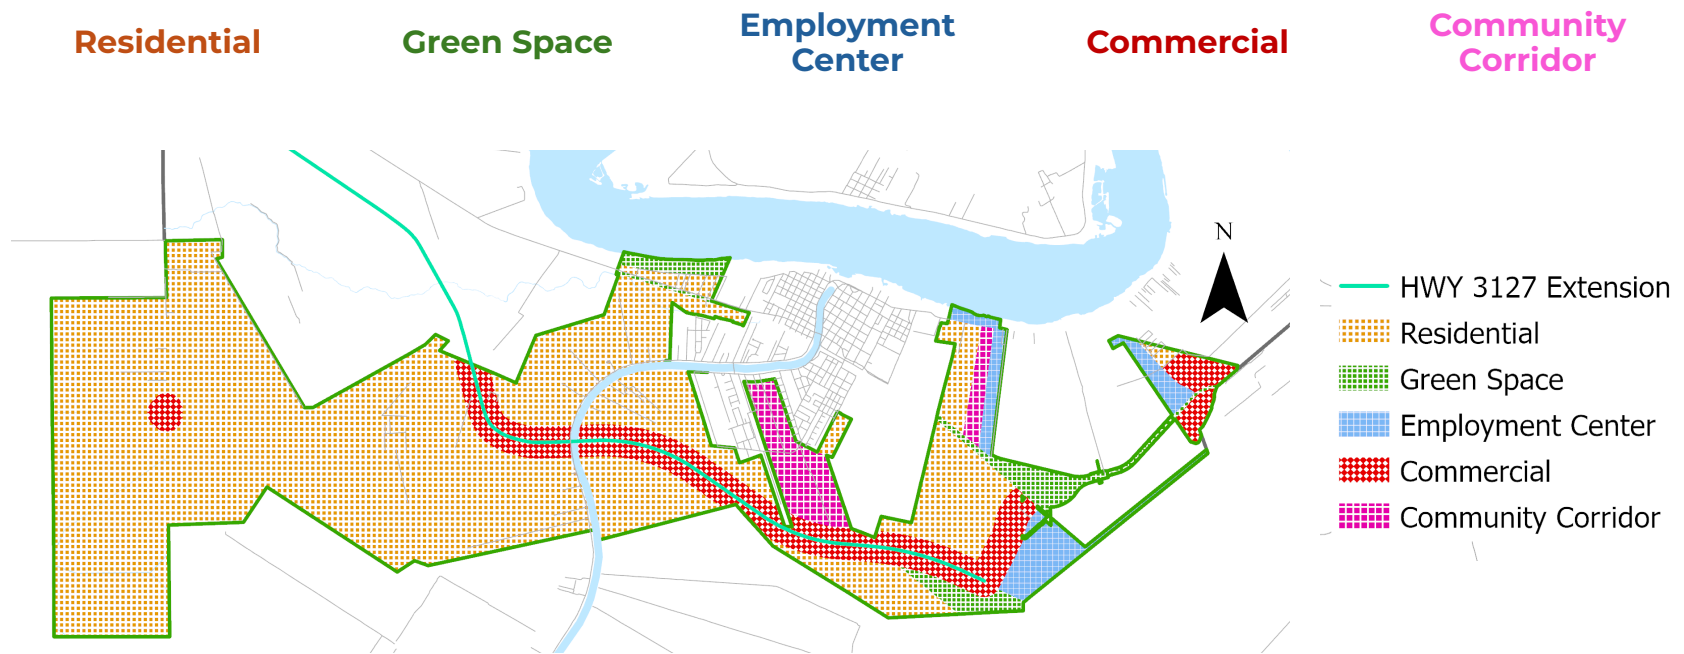 Residential
Green Space
Employment
Center
Commercial
Community
Corridor
N
HWY 3127 Extension
Residential
Green Space
Employment Center
Commercial
Community Corridor